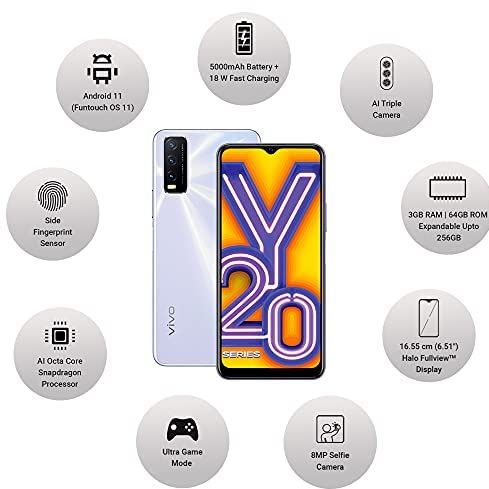 5000mAh Battery +
18 W Fast Charging
Android 11
(Funtouch OS 11)
AI Triple
Camera
Side
Fingerprint
Sensor
3GB RAM | 64GB ROM
Expandable Upto
256GB
vivo
Y
20
SERIES
AI Octa Core
Snapdragon
Processor
16.55 cm (6.51")
Halo Fullview™
Display
Ultra Game
Mode
8MP Selfie
Camera